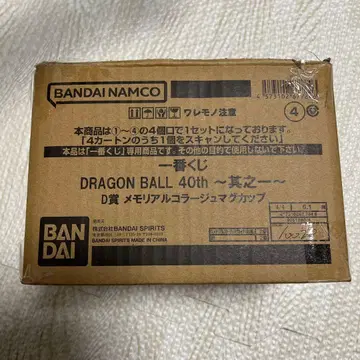 BANDAI NAMCO
ワレモノ注意
④
本商品は①～④の4個口で1セットになっております。
「4カートンのうち1個をスキャンしてください」
本品は「一番くじ」専用商品です。その他の目的で使用しないで下さい。
一番くじ
DRAGON BALL 40th ～其之一～
D賞 メモリアルコラージュマグカップ
BAN
DAI
株式会社BANDAI SPIRITS
BANDAI SPIRITS MADE IN CHINA